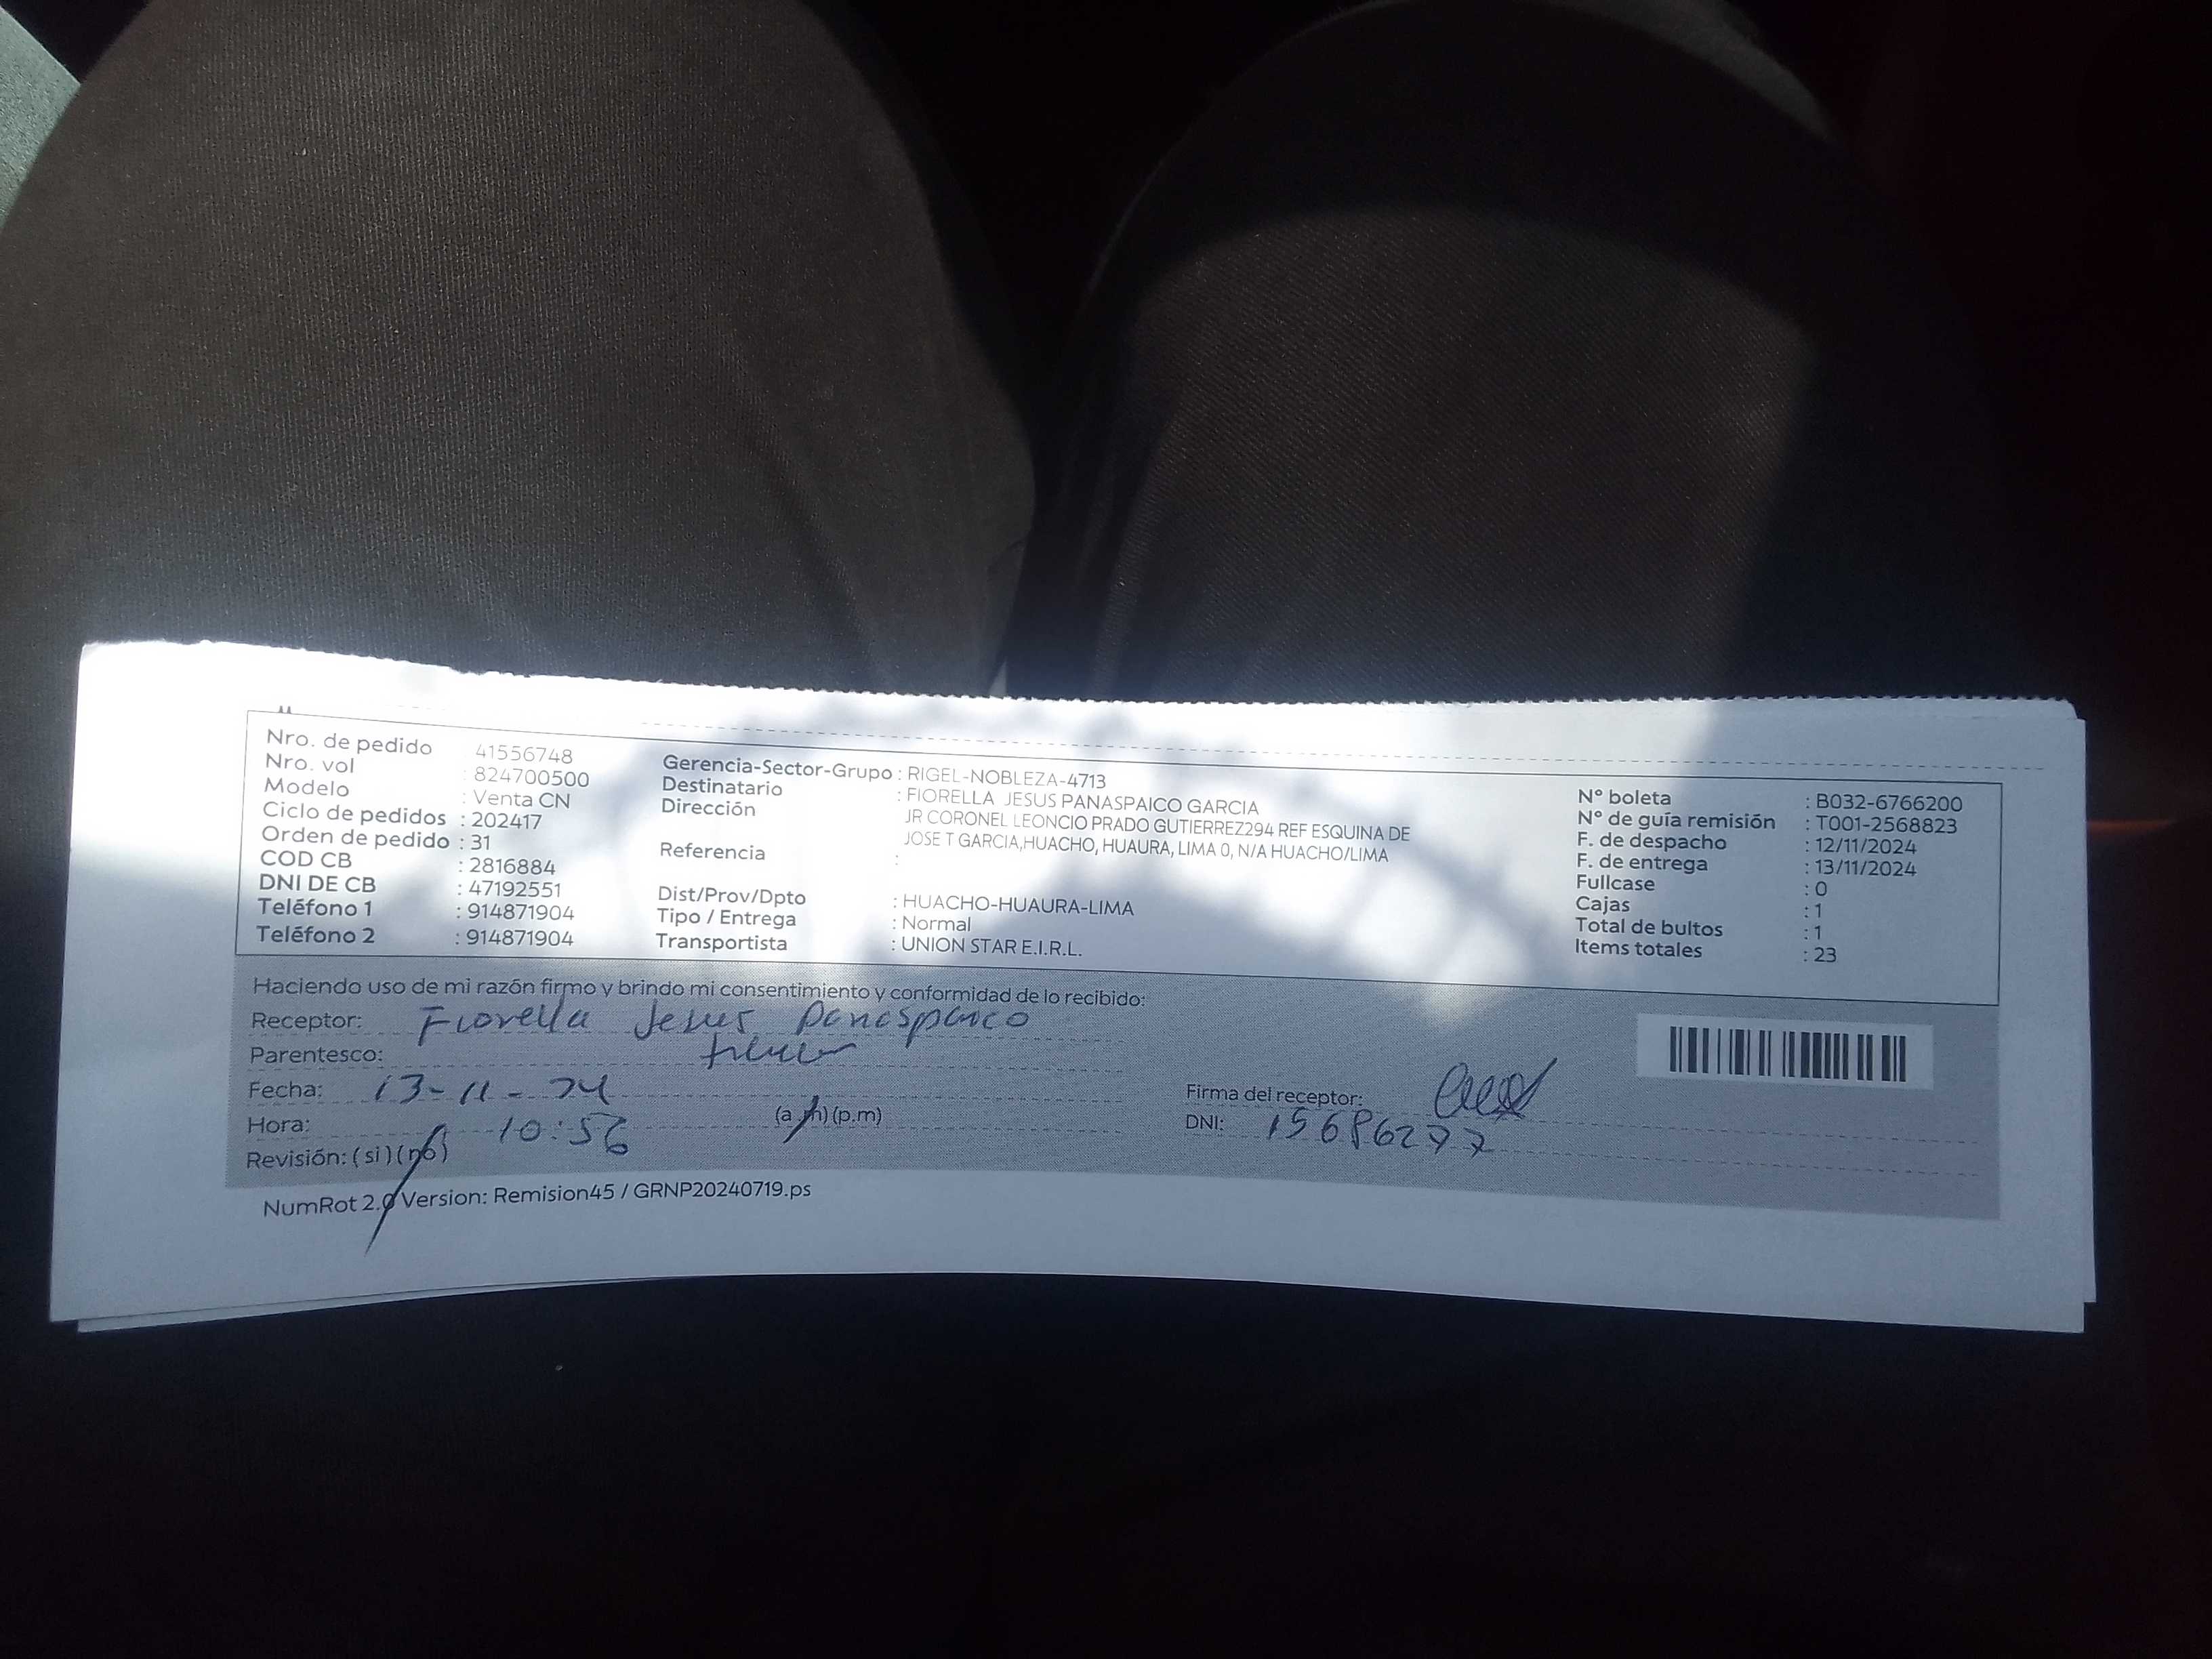 Nro. de pedido 41556748
Nro. vol : 824700500
Modelo : Venta CN
Ciclo de pedidos : 202417
Orden de pedido : 31
COD CB : 2816884
DNI DE CB : 47192551
Teléfono 1 : 914871904
Teléfono 2 : 914871904
Gerencia-Sector-Grupo : RIGEL-NOBLEZA-4713
Destinatario : FIORELLA JESUS PANASPAICO GARCIA
Dirección JR CORONEL LEONCIO PRADO GUTIERREZ294 REF ESQUINA DE
JOSE T GARCIA,HUACHO, HUAURA, LIMA 0, N/A HUACHO/LIMA
Referencia :
Dist/Prov/Dpto : HUACHO-HUAURA-LIMA
Tipo / Entrega : Normal
Transportista : UNION STAR E.I.R.L.
N° boleta : B032-6766200
N° de guía remisión : T001-2568823
F. de despacho : 12/11/2024
F. de entrega : 13/11/2024
Fullcase : 0
Cajas : 1
Total de bultos : 1
Items totales : 23
Haciendo uso de mi razón firmo y brindo mi consentimiento y conformidad de lo recibido:
Receptor: Fiorella Jesus Panaspaico
Parentesco:
Fecha: 13-11-24
Hora: 10:56 (a.m) (p.m)
Revisión: (si) (no)
Firma del receptor:
DNI: 15686277
NumRot 2.0 Version: Remision45 / GRNP20240719.ps